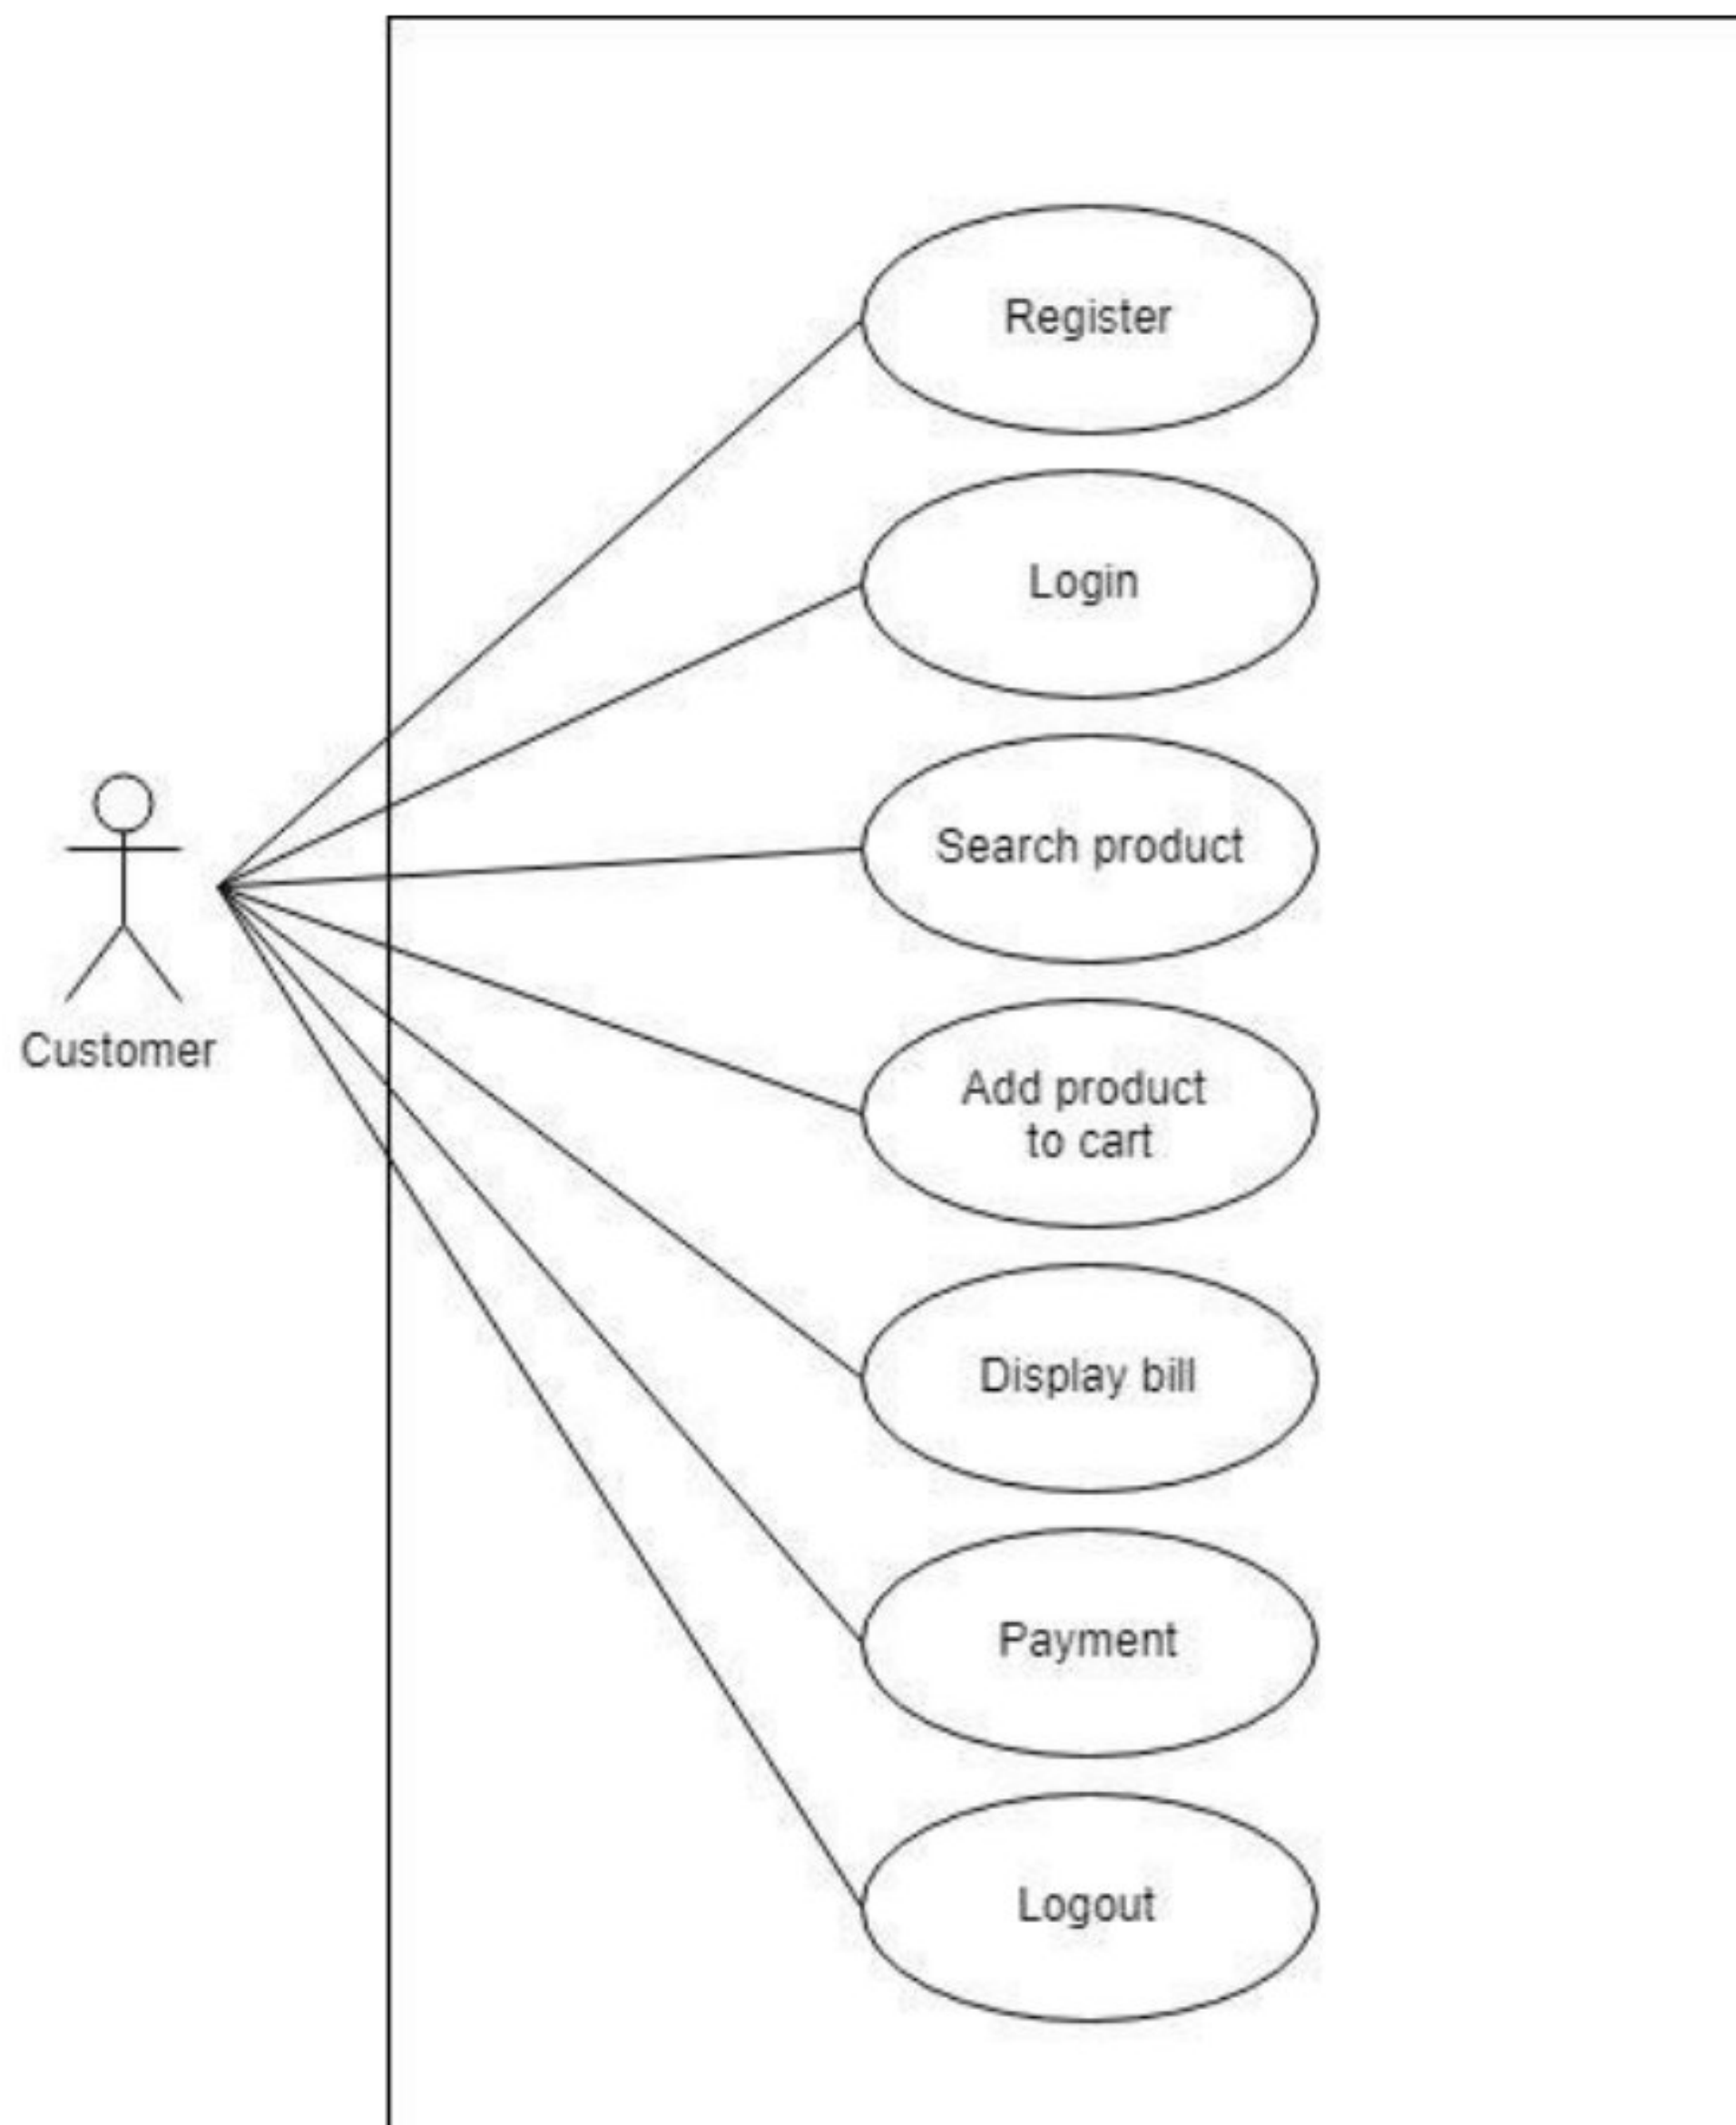 Register
Login
Search product
Customer
Add product
to cart
Display bill
Payment
Logout